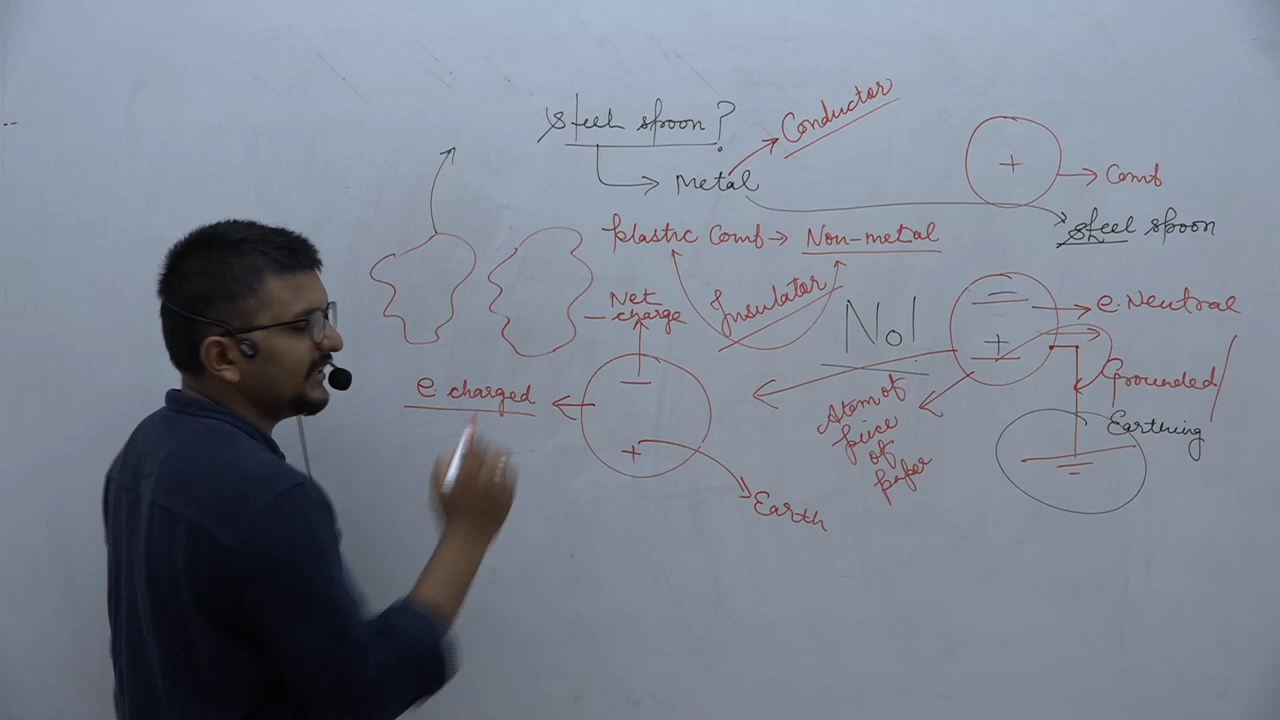 Steel spoon?
Conductor
Metal
+
Comb
Steel spoon
Plastic Comb → Non-metal
Insulator
Net
charge
No!
=
+
e. Neutral
Grounded/
Earthing
e. charged
−
+
Earth
Atom of
piece
of
paper